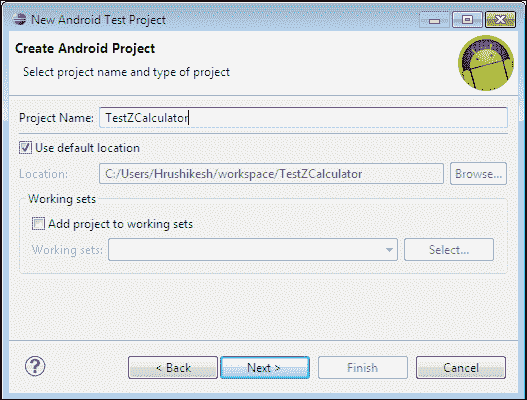 New Android Test Project
Create Android Project
Select project name and type of project
Project Name: TestZCalculator
Use default location
Location: C:/Users/Hrushikesh/workspace/TestZCalculator Browse...
Working sets
Add project to working sets
Working sets: Select...
? < Back Next > Finish Cancel